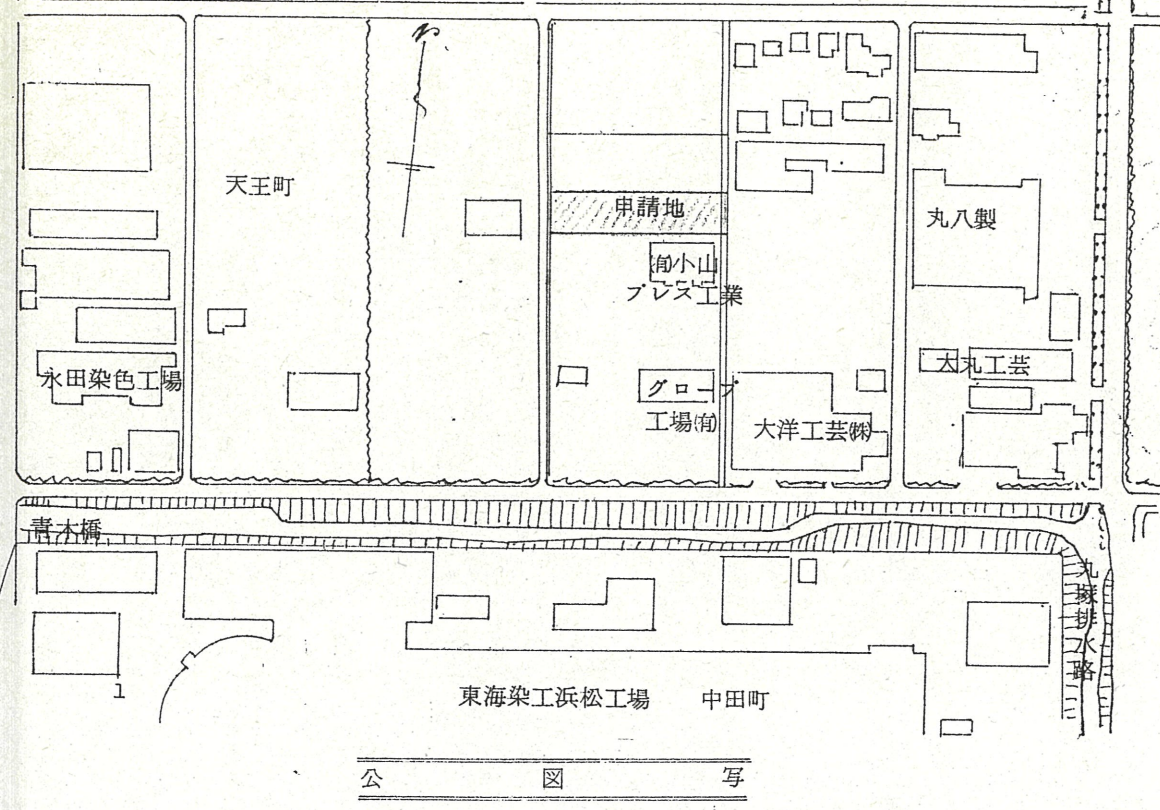 天王町
申請地
㈲小山
プレス工業
丸八製
永田染色工場
大丸工芸
グローブ
工場㈲
大洋工芸㈱
青木橋
丸塚排水路
1
東海染工浜松工場 中田町
公 図 写